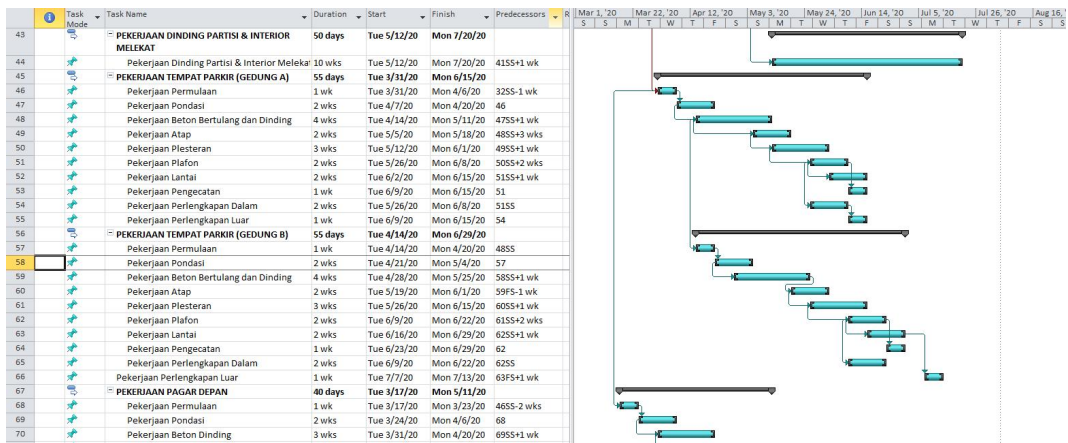 Task Mode Task Name Duration Start Finish Predecessors R
Mar 1, '20 Mar 22, '20 Apr 12, '20 May 3, '20 May 24, '20 Jun 14, '20 Jul 5, '20 Jul 26, '20 Aug 16,
S S M T W T F S S M T W T F S S M T W T F S S
43 PEKERJAAN DINDING PARTISI & INTERIOR MELEKAT 50 days Tue 5/12/20 Mon 7/20/20
44 Pekerjaan Dinding Partisi & Interior Melekat 10 wks Tue 5/12/20 Mon 7/20/20 41SS+1 wk
45 PEKERJAAN TEMPAT PARKIR (GEDUNG A) 55 days Tue 3/31/20 Mon 6/15/20
46 Pekerjaan Permulaan 1 wk Tue 3/31/20 Mon 4/6/20 32SS-1 wk
47 Pekerjaan Pondasi 2 wks Tue 4/7/20 Mon 4/20/20 46
48 Pekerjaan Beton Bertulang dan Dinding 4 wks Tue 4/14/20 Mon 5/11/20 47SS+1 wk
49 Pekerjaan Atap 2 wks Tue 5/5/20 Mon 5/18/20 48SS+3 wks
50 Pekerjaan Plesteran 3 wks Tue 5/12/20 Mon 6/1/20 49SS+1 wk
51 Pekerjaan Plafon 2 wks Tue 5/26/20 Mon 6/8/20 50SS+2 wks
52 Pekerjaan Lantai 2 wks Tue 6/2/20 Mon 6/15/20 51SS+1 wk
53 Pekerjaan Pengecatan 1 wk Tue 6/9/20 Mon 6/15/20 51
54 Pekerjaan Perlengkapan Dalam 2 wks Tue 5/26/20 Mon 6/8/20 51SS
55 Pekerjaan Perlengkapan Luar 1 wk Tue 6/9/20 Mon 6/15/20 54
56 PEKERJAAN TEMPAT PARKIR (GEDUNG B) 55 days Tue 4/14/20 Mon 6/29/20
57 Pekerjaan Permulaan 1 wk Tue 4/14/20 Mon 4/20/20 48SS
58 Pekerjaan Pondasi 2 wks Tue 4/21/20 Mon 5/4/20 57
59 Pekerjaan Beton Bertulang dan Dinding 4 wks Tue 4/28/20 Mon 5/25/20 58SS+1 wk
60 Pekerjaan Atap 2 wks Tue 5/19/20 Mon 6/1/20 59FS-1 wk
61 Pekerjaan Plesteran 3 wks Tue 5/26/20 Mon 6/15/20 60SS+1 wk
62 Pekerjaan Plafon 2 wks Tue 6/9/20 Mon 6/22/20 61SS+2 wks
63 Pekerjaan Lantai 2 wks Tue 6/16/20 Mon 6/29/20 62SS+1 wk
64 Pekerjaan Pengecatan 1 wk Tue 6/23/20 Mon 6/29/20 62
65 Pekerjaan Perlengkapan Dalam 2 wks Tue 6/9/20 Mon 6/22/20 62SS
66 Pekerjaan Perlengkapan Luar 1 wk Tue 7/7/20 Mon 7/13/20 63FS+1 wk
67 PEKERJAAN PAGAR DEPAN 40 days Tue 3/17/20 Mon 5/11/20
68 Pekerjaan Permulaan 1 wk Tue 3/17/20 Mon 3/23/20 46SS-2 wks
69 Pekerjaan Pondasi 2 wks Tue 3/24/20 Mon 4/6/20 68
70 Pekerjaan Beton Dinding 3 wks Tue 3/31/20 Mon 4/20/20 69SS+1 wk